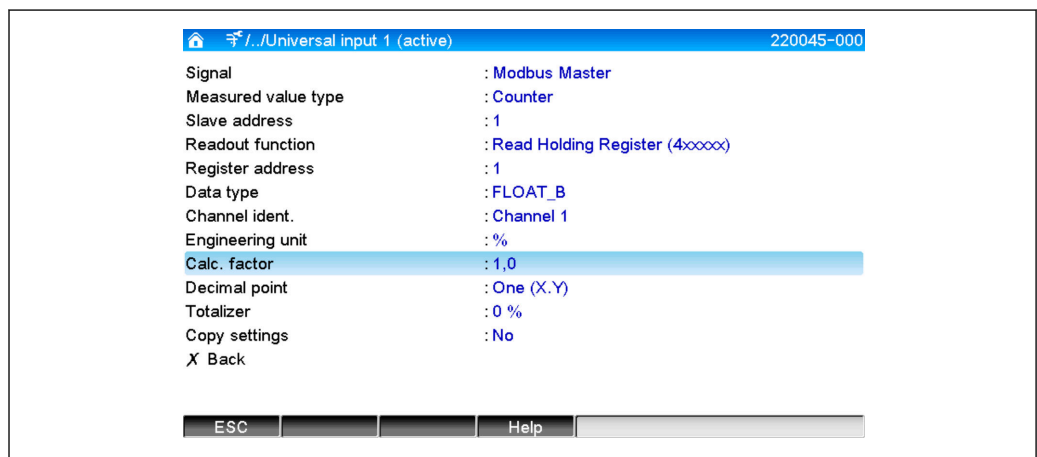 /../Universal input 1 (active) 220045-000
Signal : Modbus Master
Measured value type : Counter
Slave address : 1
Readout function : Read Holding Register (4xxxxx)
Register address : 1
Data type : FLOAT_B
Channel ident. : Channel 1
Engineering unit : %
Calc. factor : 1,0
Decimal point : One (X.Y)
Totalizer : 0 %
Copy settings : No
X Back
ESC Help